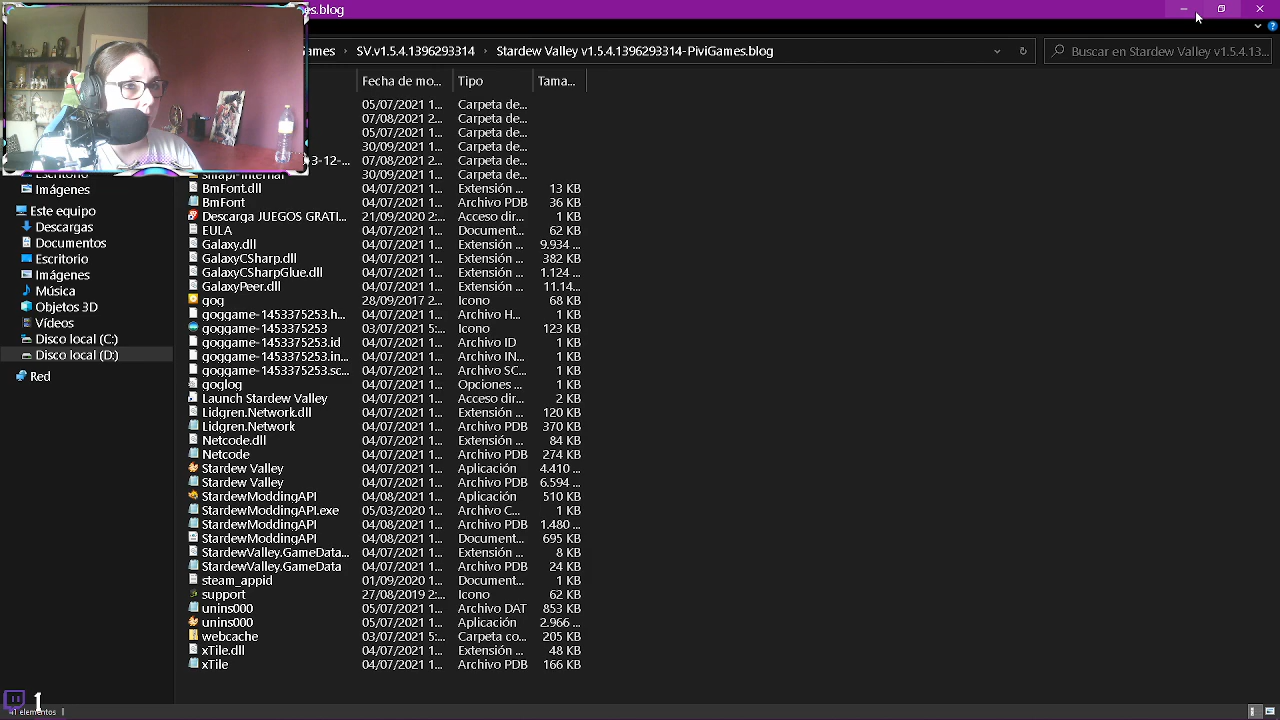 es.blog
ames > SV.v1.5.4.1396293314 > Stardew Valley v1.5.4.1396293314-PiviGames.blog
Buscar en Stardew Valley v1.5.4.13...
Fecha de mo... Tipo Tama...
05/07/2021 1... Carpeta de...
07/08/2021 2... Carpeta de...
05/07/2021 1... Carpeta de...
30/09/2021 1... Carpeta de...
3-12-... 07/08/2021 2... Carpeta de...
smapi-internal 30/09/2021 1... Carpeta de...
Escritorio
Imágenes
Este equipo
Descargas
Documentos
Escritorio
Imágenes
Música
Objetos 3D
Vídeos
Disco local (C:)
Disco local (D:)
Red
BmFont.dll 04/07/2021 1... Extensión ... 13 KB
BmFont 04/07/2021 1... Archivo PDB 36 KB
Descarga JUEGOS GRATI... 21/09/2020 2... Acceso dir... 1 KB
EULA 04/07/2021 1... Document... 62 KB
Galaxy.dll 04/07/2021 1... Extensión ... 9.934 ...
GalaxyCSharp.dll 04/07/2021 1... Extensión ... 382 KB
GalaxyCSharpGlue.dll 04/07/2021 1... Extensión ... 1.124 ...
GalaxyPeer.dll 04/07/2021 1... Extensión ... 11.14...
gog 28/09/2017 2... Icono 68 KB
goggame-1453375253.h... 04/07/2021 1... Archivo H... 1 KB
goggame-1453375253 03/07/2021 5:... Icono 123 KB
goggame-1453375253.id 04/07/2021 1... Archivo ID 1 KB
goggame-1453375253.in... 04/07/2021 1... Archivo IN... 1 KB
goggame-1453375253.sc... 04/07/2021 1... Archivo SC... 1 KB
goglog 04/07/2021 1... Opciones ... 1 KB
Launch Stardew Valley 04/07/2021 1... Acceso dir... 2 KB
Lidgren.Network.dll 04/07/2021 1... Extensión ... 120 KB
Lidgren.Network 04/07/2021 1... Archivo PDB 370 KB
Netcode.dll 04/07/2021 1... Extensión ... 84 KB
Netcode 04/07/2021 1... Archivo PDB 274 KB
Stardew Valley 04/07/2021 1... Aplicación 4.410 ...
Stardew Valley 04/07/2021 1... Archivo PDB 6.594 ...
StardewModdingAPI 04/08/2021 1... Aplicación 510 KB
StardewModdingAPI.exe 05/03/2020 1... Archivo C... 1 KB
StardewModdingAPI 04/08/2021 1... Archivo PDB 1.480 ...
StardewModdingAPI 04/08/2021 1... Document... 695 KB
StardewValley.GameData... 04/07/2021 1... Extensión ... 8 KB
StardewValley.GameData 04/07/2021 1... Archivo PDB 24 KB
steam_appid 01/09/2020 1... Document... 1 KB
support 27/08/2019 2:... Icono 62 KB
unins000 05/07/2021 1... Archivo DAT 853 KB
unins000 05/07/2021 1... Aplicación 2.966 ...
webcache 03/07/2021 5:... Carpeta co... 205 KB
xTile.dll 04/07/2021 1... Extensión ... 48 KB
xTile 04/07/2021 1... Archivo PDB 166 KB
1
41 elementos